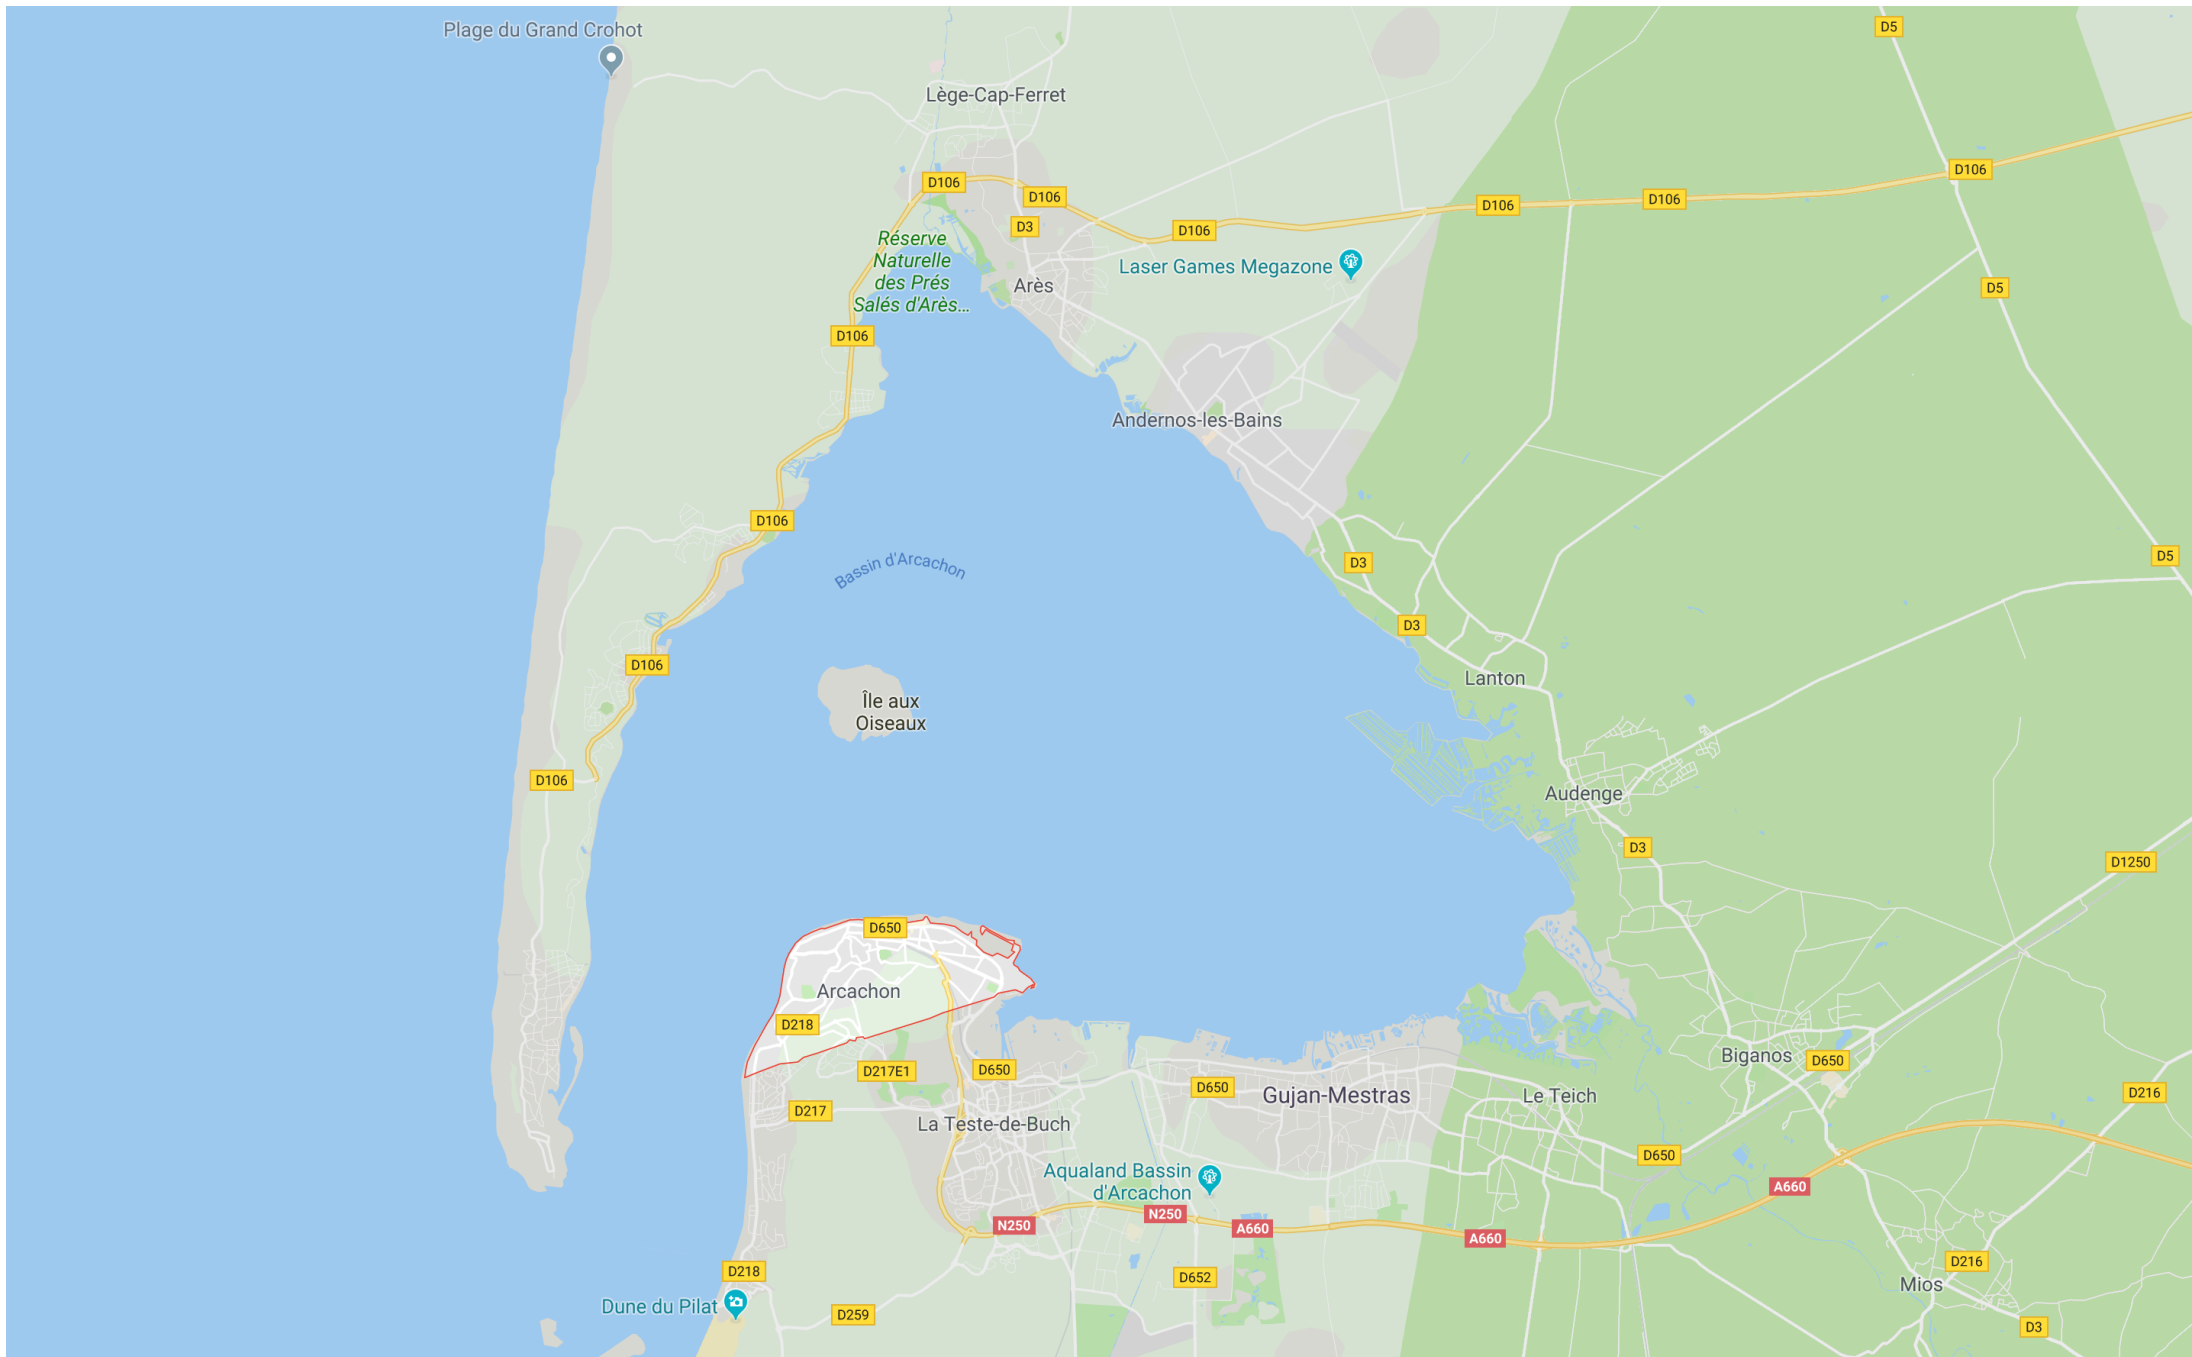 Plage du Grand Crohot
D5
Lège-Cap-Ferret
D106
D106
D106
D3
D106
D106
D106
Réserve
Naturelle
des Prés
Salés d'Arès...
Laser Games Megazone
Arès
D5
D106
Andernos-les-Bains
D106
D5
D3
Bassin d'Arcachon
D3
D106
Lanton
Île aux
Oiseaux
D106
Audenge
D3
D1250
D650
Arcachon
D218
Biganos
D650
D217E1
D650
D650
Gujan-Mestras
Le Teich
D216
D217
La Teste-de-Buch
D650
Aqualand Bassin
d'Arcachon
A660
N250
N250
A660
A660
D218
D652
D216
Mios
Dune du Pilat
D259
D3